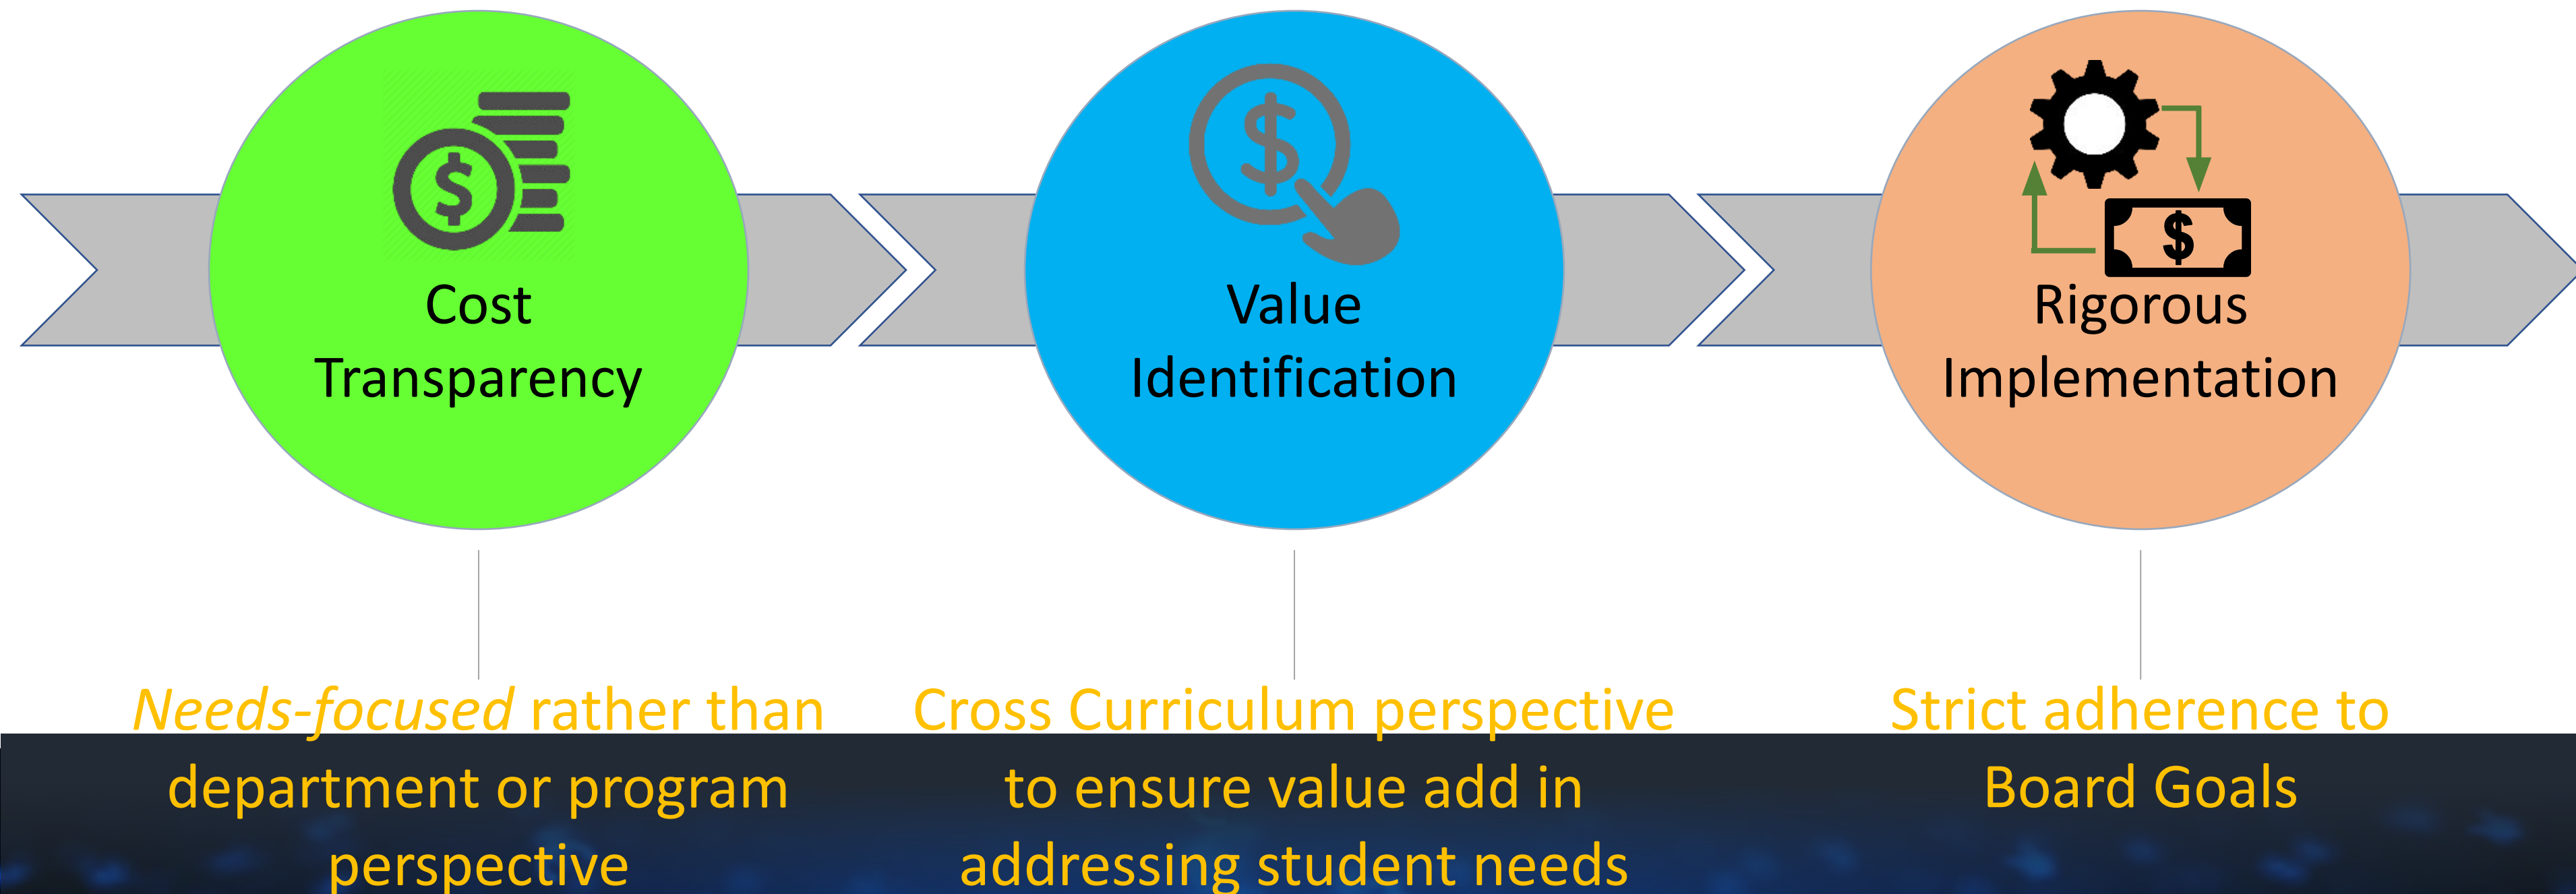 Cost
Transparency
Value
Identification
Rigorous
Implementation
Needs-focused rather than
department or program
perspective
Cross Curriculum perspective
to ensure value add in
addressing student needs
Strict adherence to
Board Goals